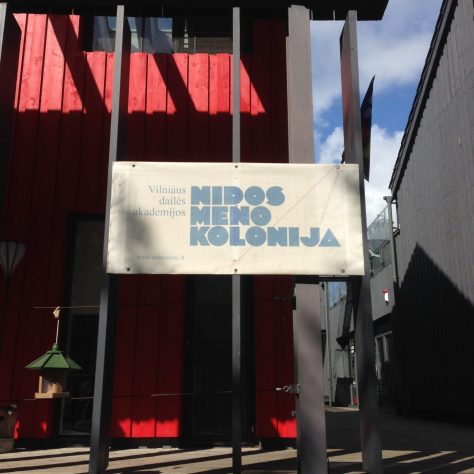 Vilniaus
dailės
akademijos
NIDOS
MENO
KOLONIJA